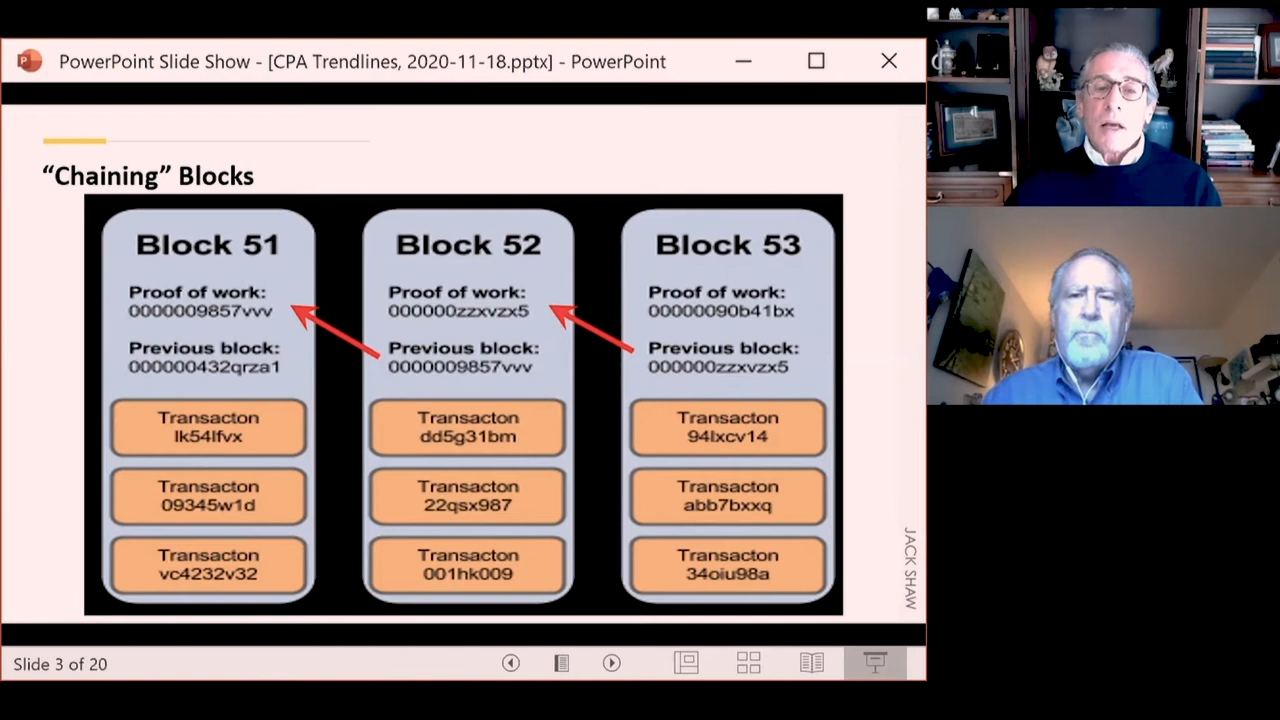 PowerPoint Slide Show - [CPA Trendlines, 2020-11-18.pptx] - PowerPoint
“Chaining” Blocks
Block 51
Proof of work:
0000009857vvv
Previous block:
000000432qrza1
Transacton
lk54lfvx
Transacton
09345w1d
Transacton
vc4232v32
Block 52
Proof of work:
000000zzxvzx5
Previous block:
0000009857vvv
Transacton
dd5g31bm
Transacton
22qsx987
Transacton
001hk009
Block 53
Proof of work:
00000090b41bx
Previous block:
000000zzxvzx5
Transacton
94lxcv14
Transacton
abb7bxxq
Transacton
34oiu98a
JACK SHAW
Slide 3 of 20